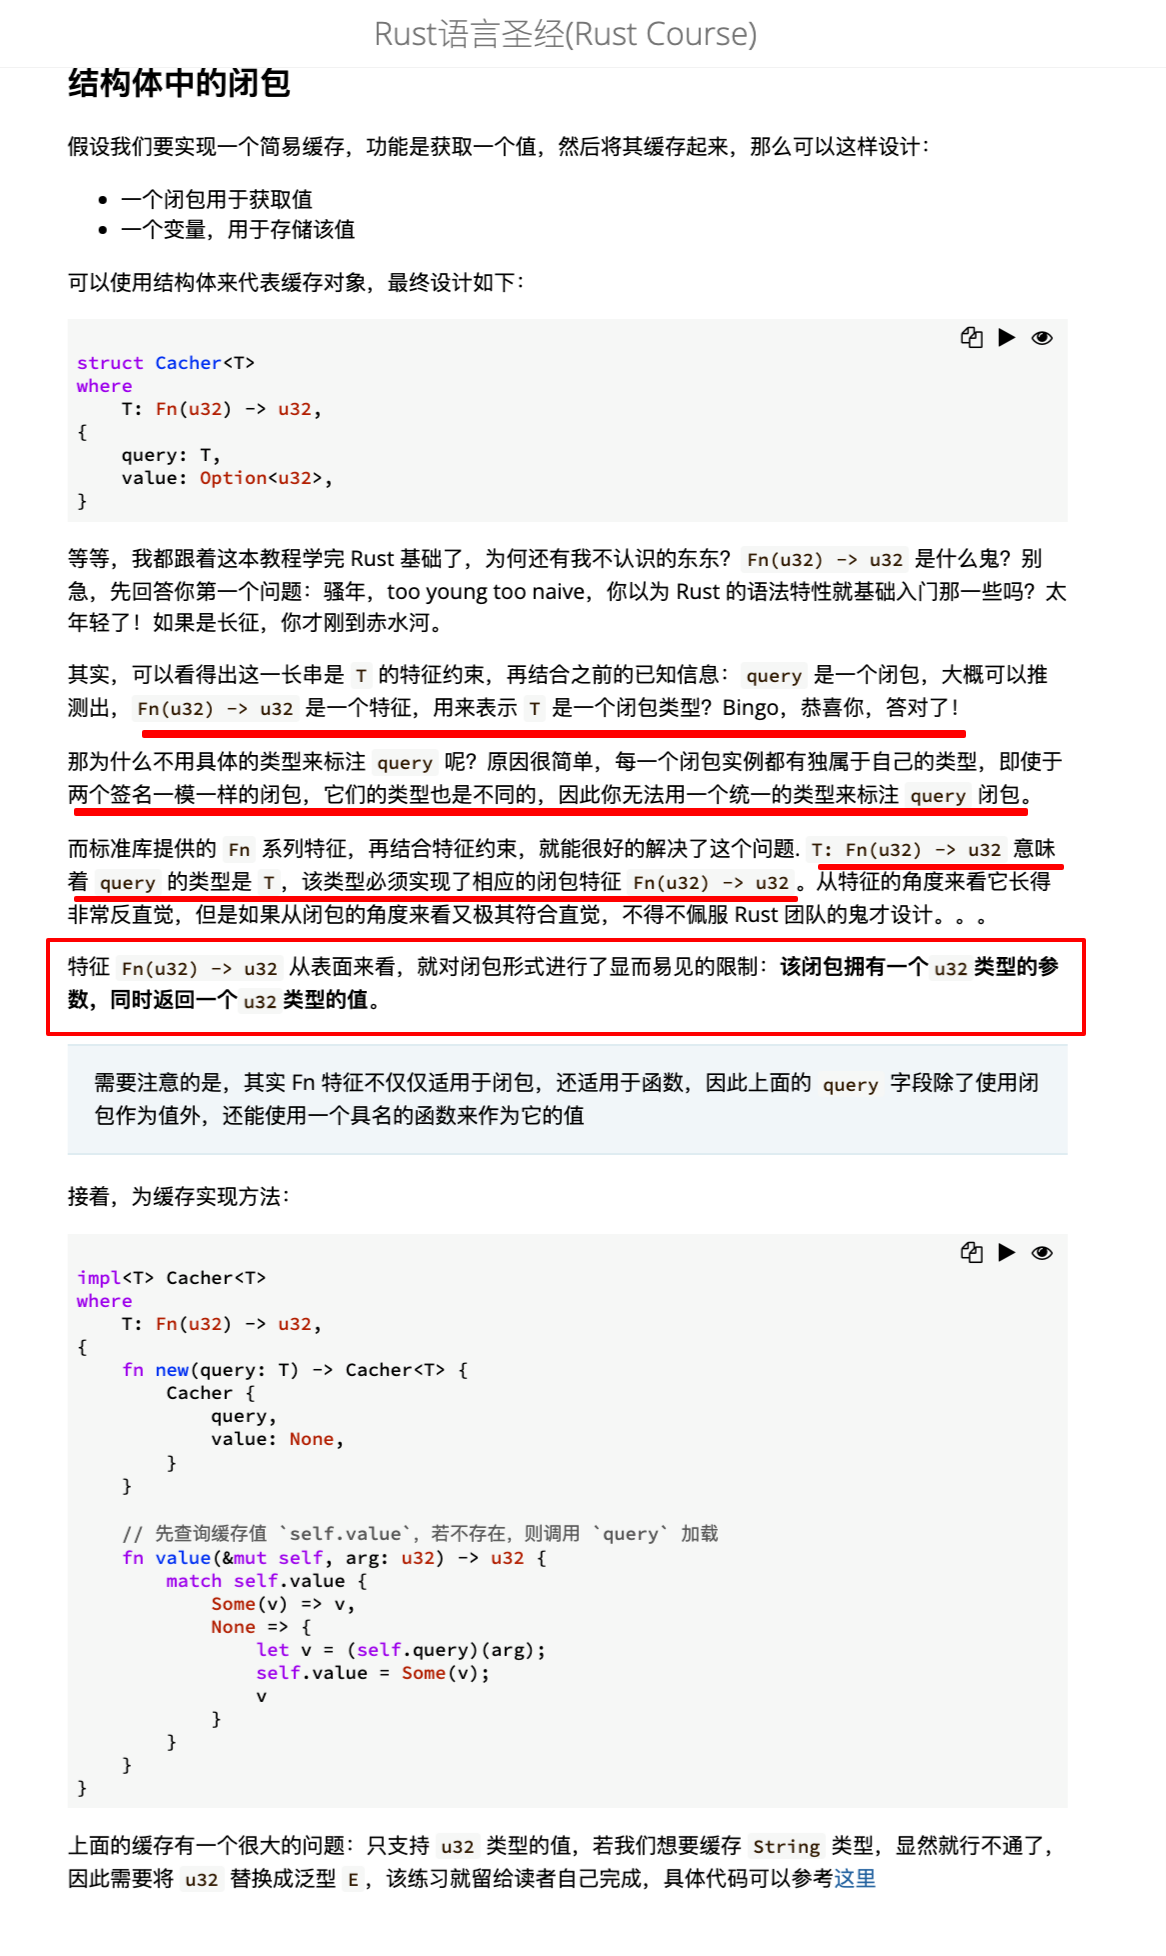 Rust语言圣经(Rust Course)
结构体中的闭包
假设我们要实现一个简易缓存，功能是获取一个值，然后将其缓存起来，那么可以这样设计：
• 一个闭包用于获取值
• 一个变量，用于存储该值
可以使用结构体来代表缓存对象，最终设计如下：
struct Cacher<T>
where
    T: Fn(u32) -> u32,
{
    query: T,
    value: Option<u32>,
}
等等，我都跟着这本教程学完 Rust 基础了，为何还有我不认识的东东？ Fn(u32) -> u32 是什么鬼？别
急，先回答你第一个问题：骚年，too young too naive，你以为 Rust 的语法特性就基础入门那一些吗？太
年轻了！如果是长征，你才刚到赤水河。
其实，可以看得出这一长串是 T 的特征约束，再结合之前的已知信息： query 是一个闭包，大概可以推
测出， Fn(u32) -> u32 是一个特征，用来表示 T 是一个闭包类型？Bingo，恭喜你，答对了！
那为什么不用具体的类型来标注 query 呢？原因很简单，每一个闭包实例都有独属于自己的类型，即使于
两个签名一模一样的闭包，它们的类型也是不同的，因此你无法用一个统一的类型来标注 query 闭包。
而标准库提供的 Fn 系列特征，再结合特征约束，就能很好的解决了这个问题. T: Fn(u32) -> u32 意味
着 query 的类型是 T ，该类型必须实现了相应的闭包特征 Fn(u32) -> u32 。从特征的角度来看它长得
非常反直觉，但是如果从闭包的角度来看又极其符合直觉，不得不佩服 Rust 团队的鬼才设计。。。
特征 Fn(u32) -> u32 从表面来看，就对闭包形式进行了显而易见的限制：该闭包拥有一个 u32 类型的参
数，同时返回一个 u32 类型的值。
需要注意的是，其实 Fn 特征不仅仅适用于闭包，还适用于函数，因此上面的 query 字段除了使用闭
包作为值外，还能使用一个具名的函数来作为它的值
接着，为缓存实现方法：
impl<T> Cacher<T>
where
    T: Fn(u32) -> u32,
{
    fn new(query: T) -> Cacher<T> {
        Cacher {
            query,
            value: None,
        }
    }
    // 先查询缓存值 `self.value`，若不存在，则调用 `query` 加载
    fn value(&mut self, arg: u32) -> u32 {
        match self.value {
            Some(v) => v,
            None => {
                let v = (self.query)(arg);
                self.value = Some(v);
                v
            }
        }
    }
}
上面的缓存有一个很大的问题：只支持 u32 类型的值，若我们想要缓存 String 类型，显然就行不通了，
因此需要将 u32 替换成泛型 E ，该练习就留给读者自己完成，具体代码可以参考这里